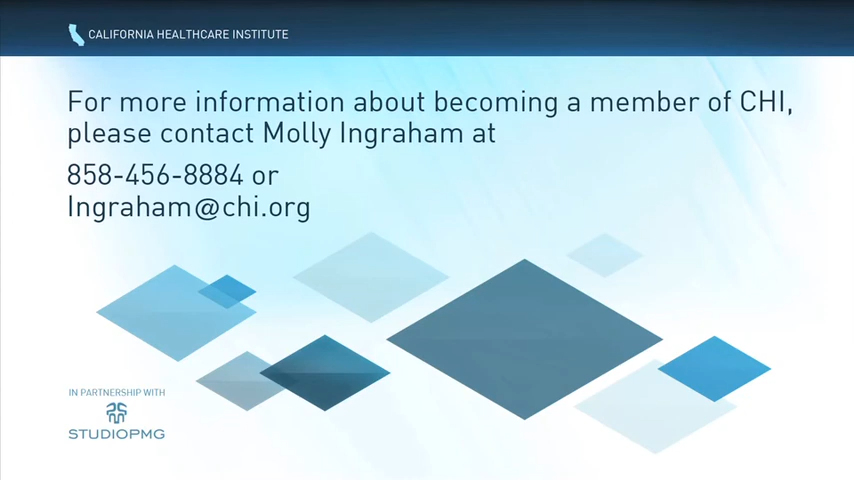 CALIFORNIA HEALTHCARE INSTITUTE
For more information about becoming a member of CHI,
please contact Molly Ingraham at
858-456-8884 or
Ingraham@chi.org
IN PARTNERSHIP WITH
STUDIOPMG